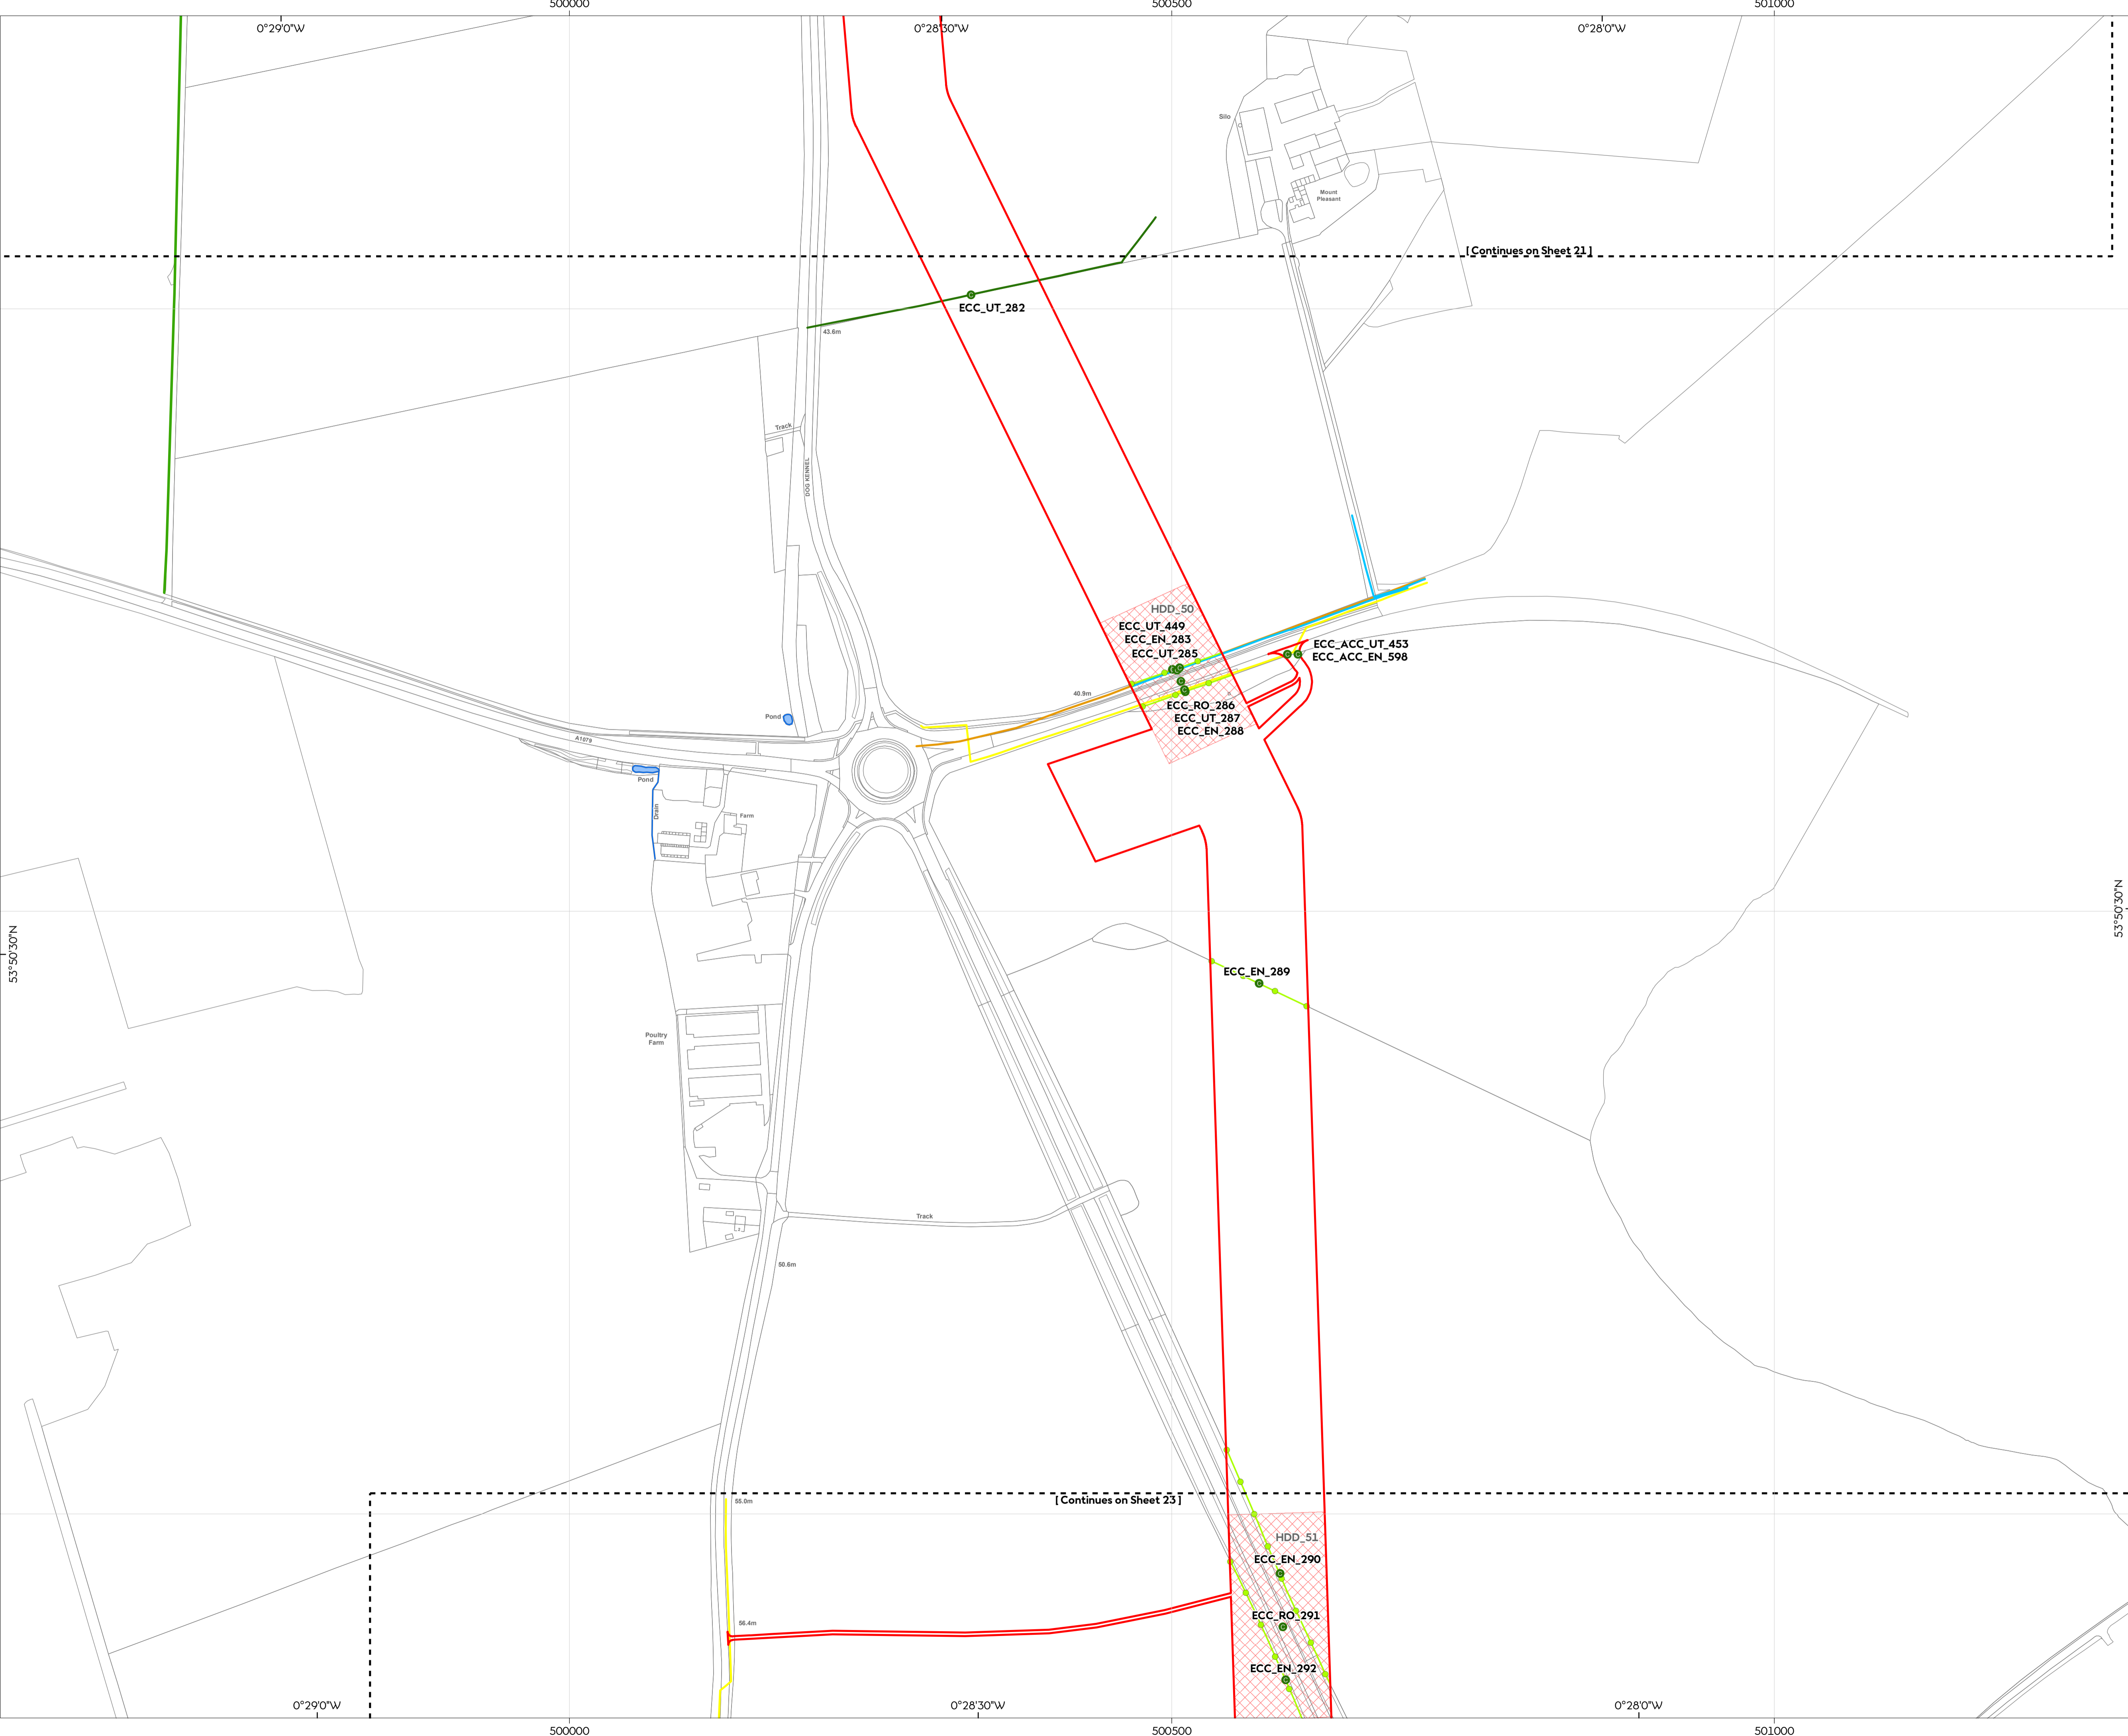 500000
500500
501000
0°29'0"W
0°28'30"W
0°28'0"W
Silo
Mount
Pleasant
[ Continues on Sheet 21 ]
ECC_UT_282
43.6m
Track
DOG KENNEL
HDD_50
ECC_UT_449
ECC_EN_283
ECC_UT_285
ECC_ACC_UT_453
ECC_ACC_EN_598
40.9m
ECC_RO_286
ECC_UT_287
ECC_EN_288
Pond
A1079
Pond
Drain
Farm
53°50'30"N
53°50'30"N
ECC_EN_289
Poultry
Farm
Track
50.6m
[ Continues on Sheet 23 ]
55.0m
HDD_51
ECC_EN_290
ECC_RO_291
56.4m
ECC_EN_292
0°29'0"W
0°28'30"W
0°28'0"W
500000
500500
501000